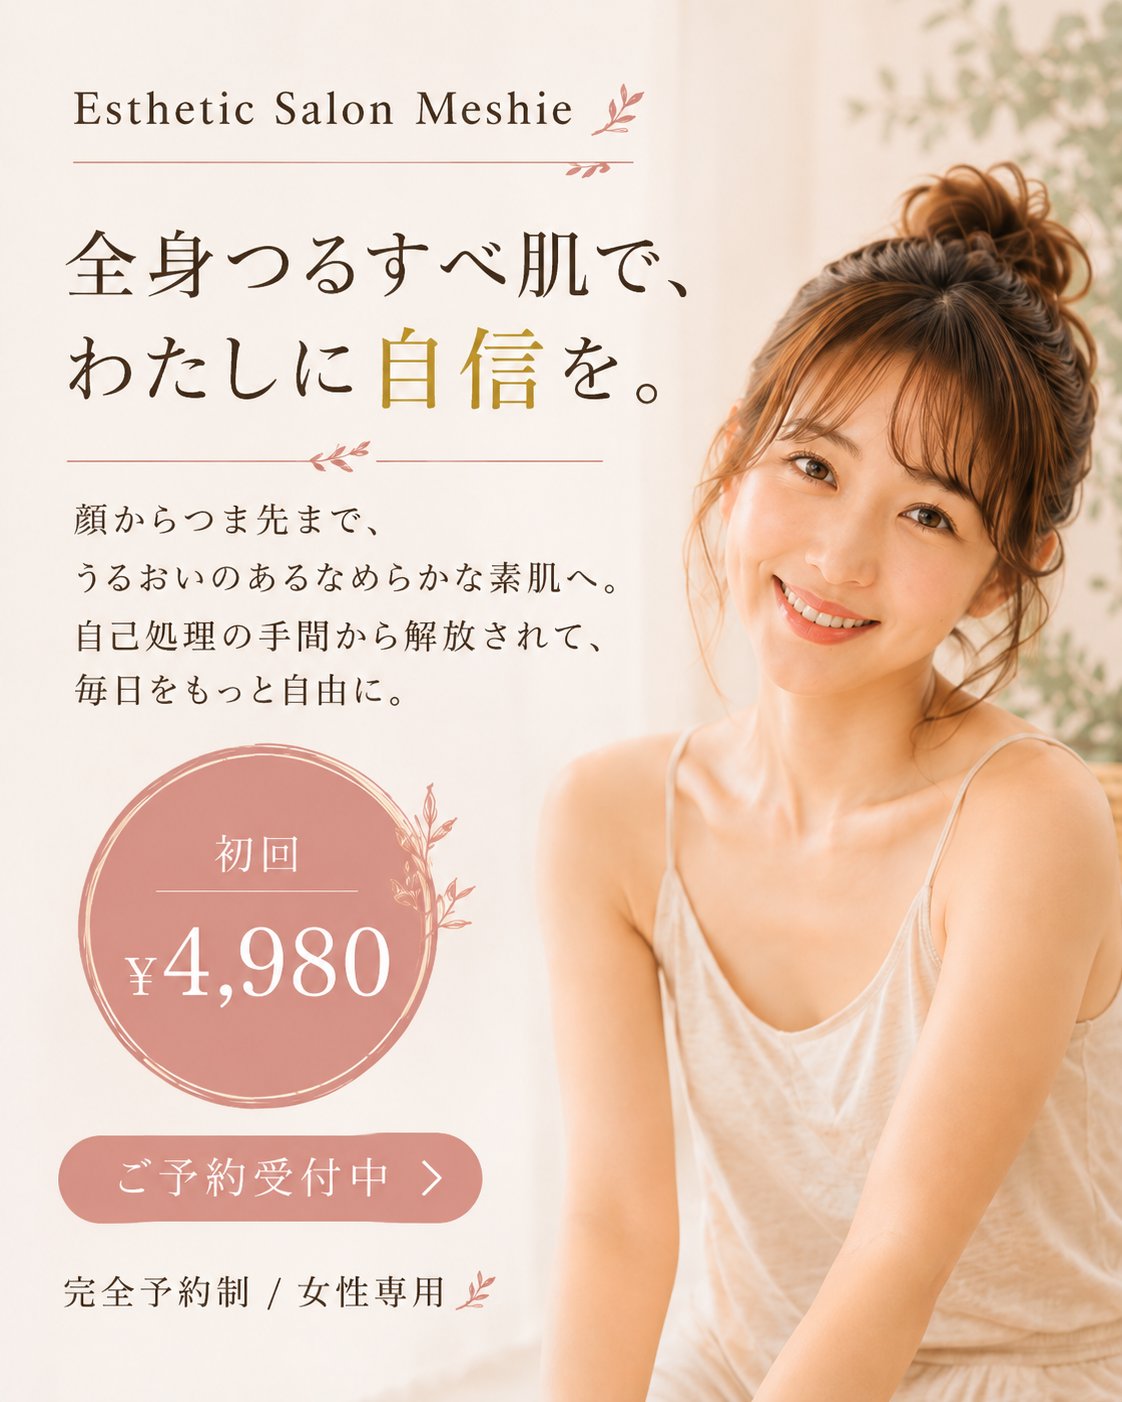 Esthetic Salon Meshie
全身つるすべ肌で、
わたしに自信を。
顔からつま先まで、
うるおいのあるなめらかな素肌へ。
自己処理の手間から解放されて、
毎日をもっと自由に。
初回
¥4,980
ご予約受付中 >
完全予約制 / 女性専用